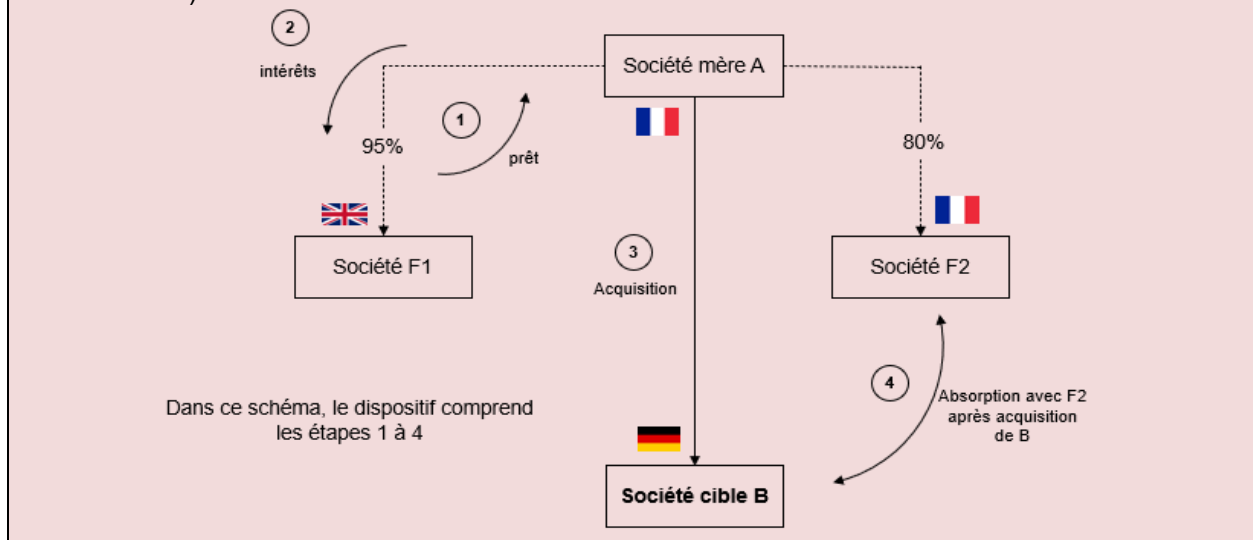 2
intérêts
Société mère A
1
prêt
95%
80%
Société F1
3
Acquisition
Société F2
4
Absorption avec F2
après acquisition
de B
Dans ce schéma, le dispositif comprend
les étapes 1 à 4
Société cible B